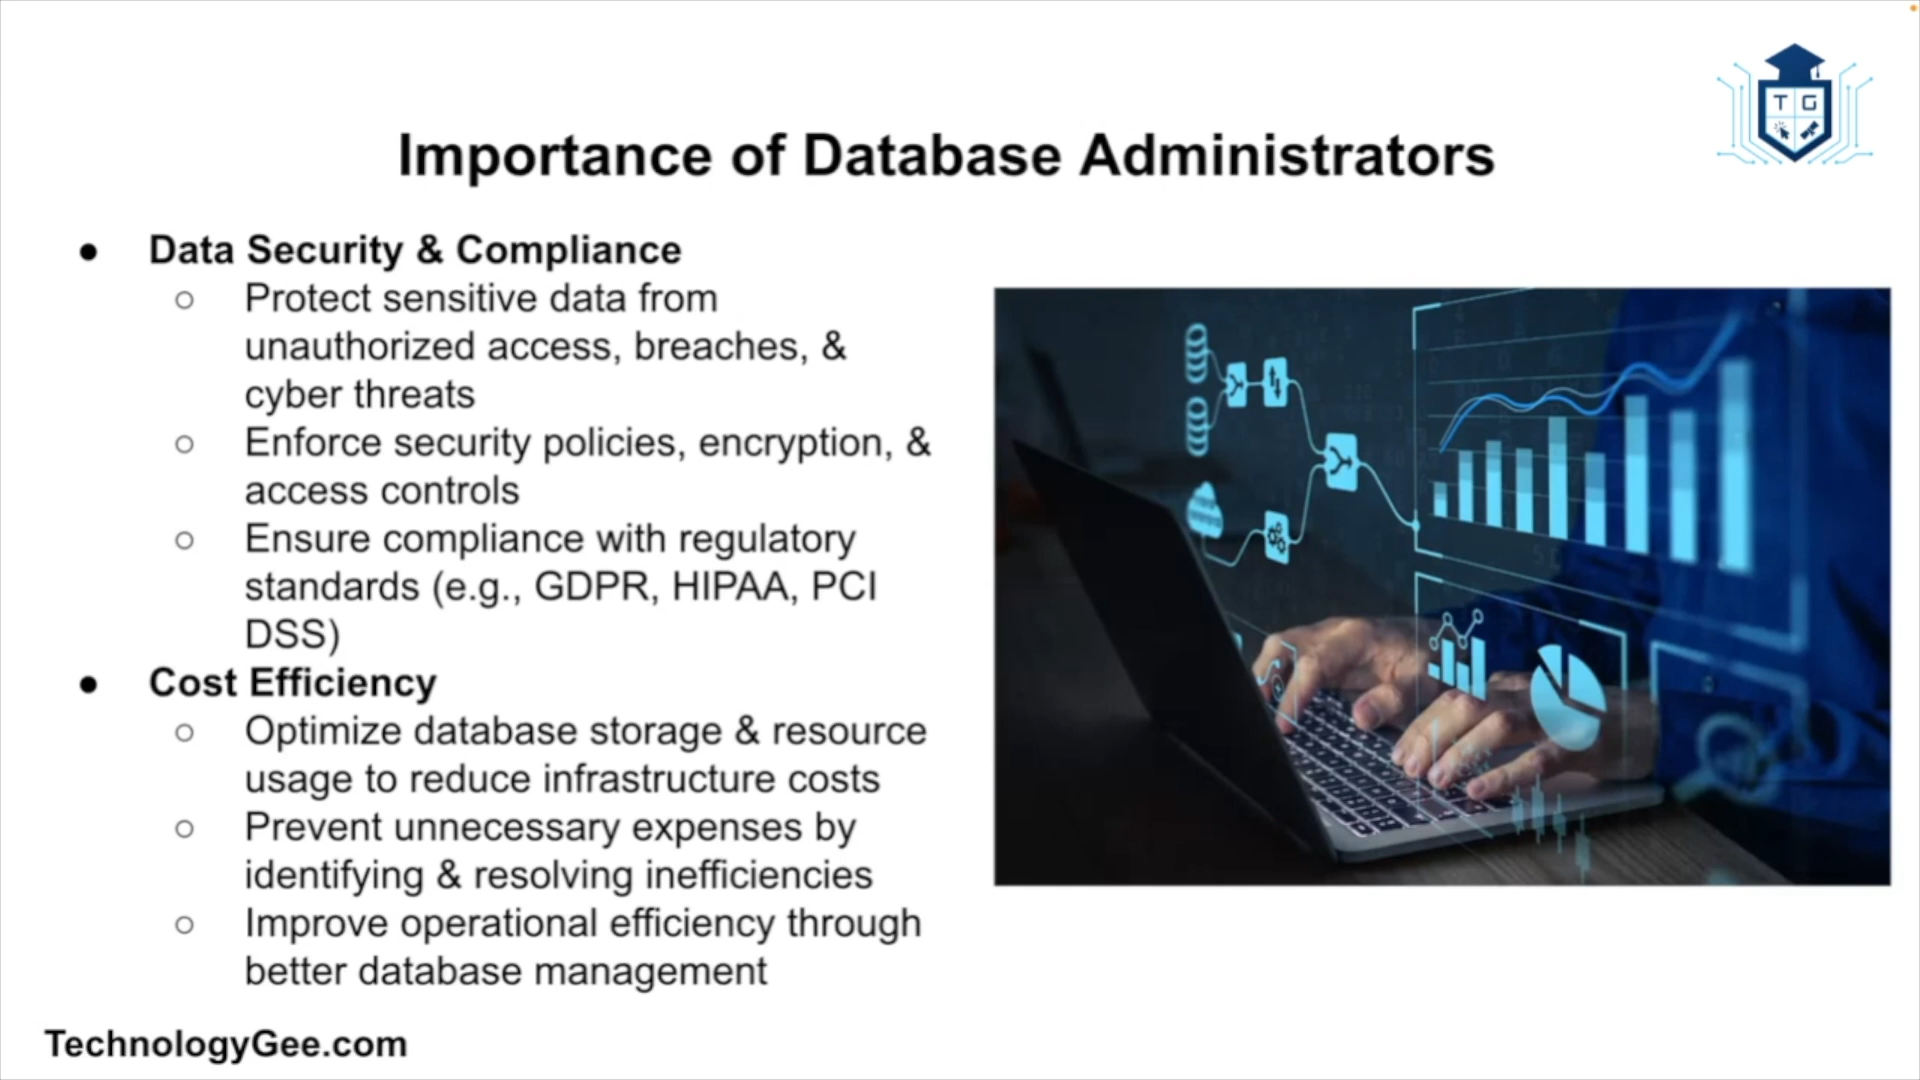 T G
Importance of Database Administrators
● Data Security & Compliance
○ Protect sensitive data from
unauthorized access, breaches, &
cyber threats
○ Enforce security policies, encryption, &
access controls
○ Ensure compliance with regulatory
standards (e.g., GDPR, HIPAA, PCI
DSS)
● Cost Efficiency
○ Optimize database storage & resource
usage to reduce infrastructure costs
○ Prevent unnecessary expenses by
identifying & resolving inefficiencies
○ Improve operational efficiency through
better database management
TechnologyGee.com